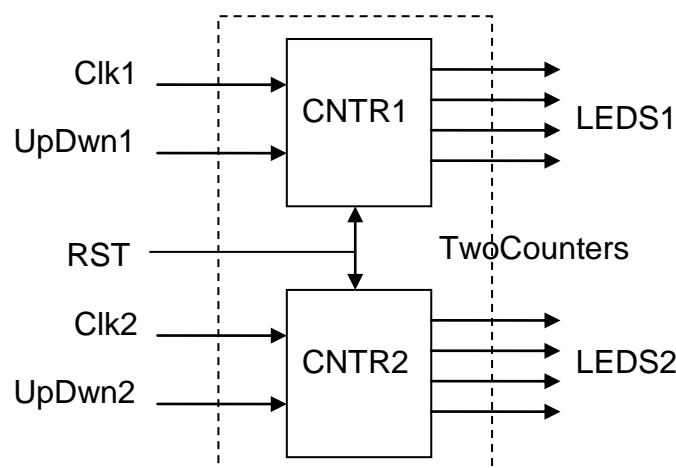 Clk1
UpDwn1
CNTR1
LEDS1
RST
TwoCounters
Clk2
UpDwn2
CNTR2
LEDS2